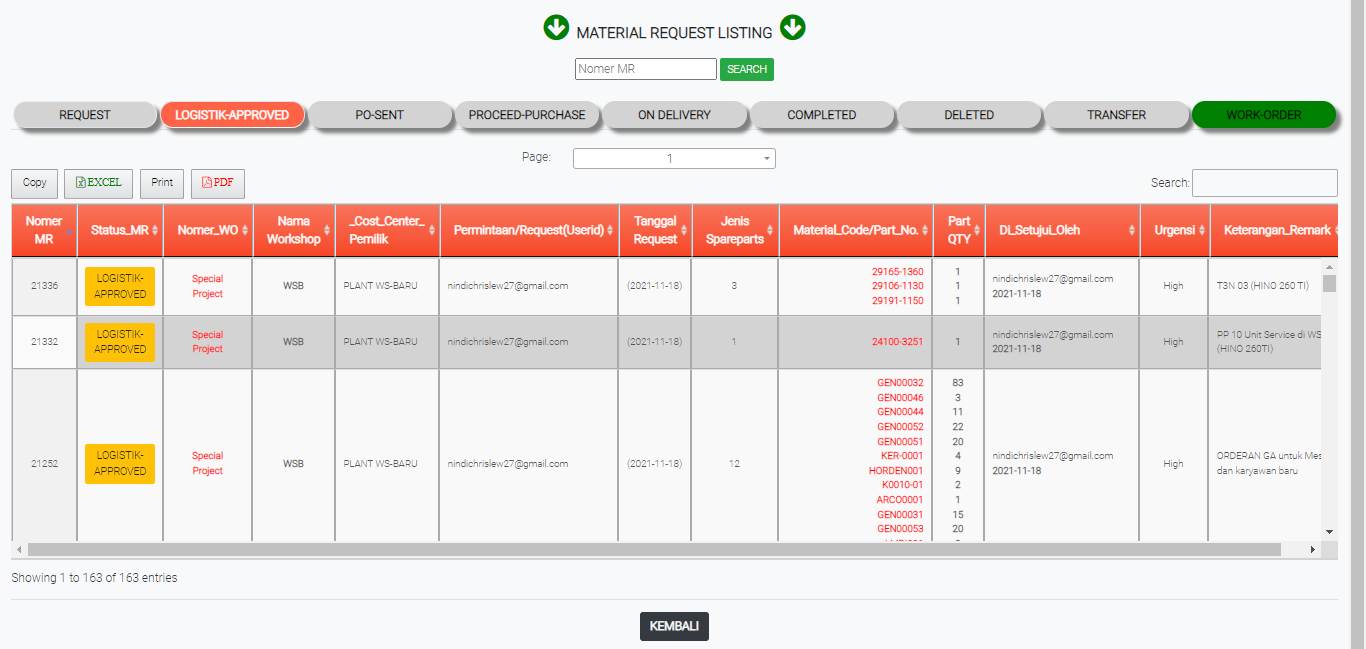 MATERIAL REQUEST LISTING
Nomer MR SEARCH
REQUEST LOGISTIK-APPROVED PO-SENT PROCEED-PURCHASE ON DELIVERY COMPLETED DELETED TRANSFER WORK-ORDER
Page: 1
Copy EXCEL Print PDF Search:
Nomer MR Status_MR Nomer_WO Nama Workshop _Cost_Center_ Pemilik Permintaan/Request(Userid) Tanggal Request Jenis Spareparts Material_Code/Part_No. Part QTY Di_Setujui_Oleh Urgensi Keterangan_Remark
21336 LOGISTIK-APPROVED Special Project WSB PLANT WS-BARU nindichrislew27@gmail.com (2021-11-18) 3
29165-1360 1
29106-1130 1
29191-1150 1
nindichrislew27@gmail.com
2021-11-18
High T3N 03 (HINO 260 TI)
21332 LOGISTIK-APPROVED Special Project WSB PLANT WS-BARU nindichrislew27@gmail.com (2021-11-18) 1
24100-3251 1
nindichrislew27@gmail.com
2021-11-18
High
PP 10 Unit Service di WS
(HINO 260TI)
21252 LOGISTIK-APPROVED Special Project WSB PLANT WS-BARU nindichrislew27@gmail.com (2021-11-18) 12
GEN00032 83
GEN00046 3
GEN00044 11
GEN00052 22
GEN00051 20
KER-0001 4
HORDEN001 9
K0010-01 2
ARCO0001 1
GEN00031 15
GEN00053 20
nindichrislew27@gmail.com
2021-11-18
High
ORDERAN GA untuk Mes
dan karyawan baru
Showing 1 to 163 of 163 entries
KEMBALI